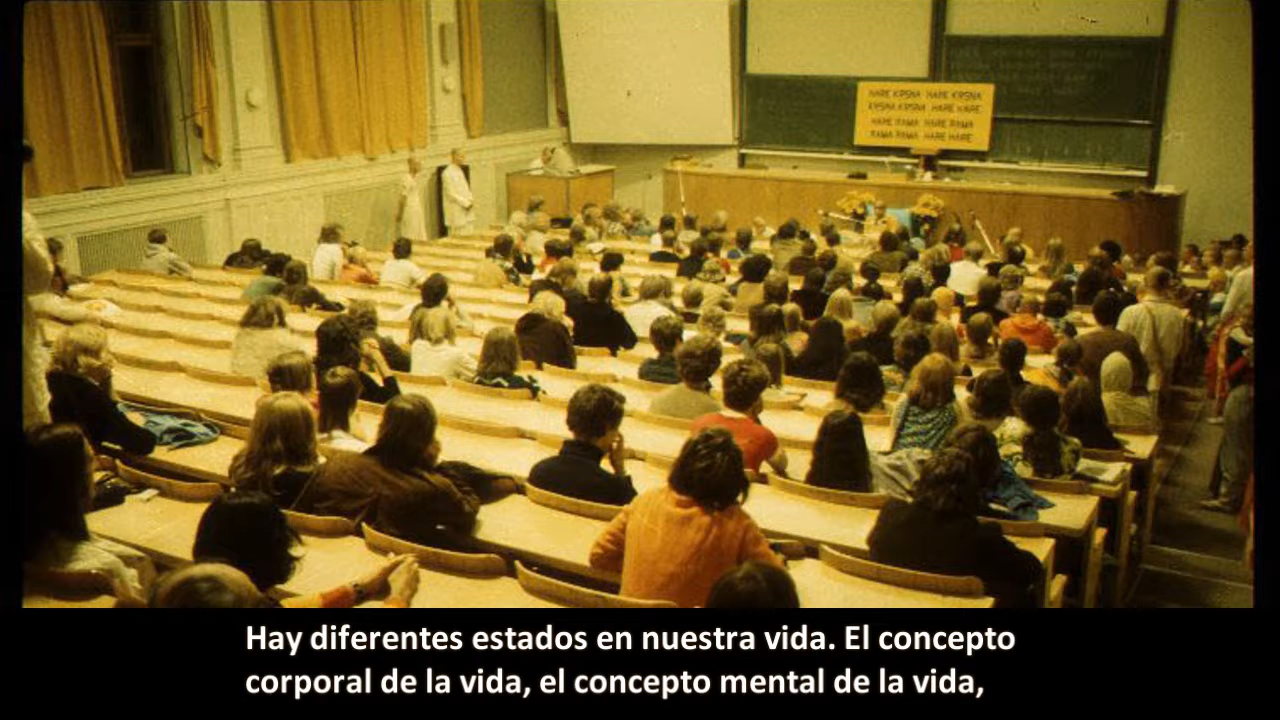 HARE KRSNA HARE KRSNA
KRSNA KRSNA HARE HARE
HARE RAMA HARE RAMA
RAMA RAMA HARE HARE
Hay diferentes estados en nuestra vida. El concepto
corporal de la vida, el concepto mental de la vida,